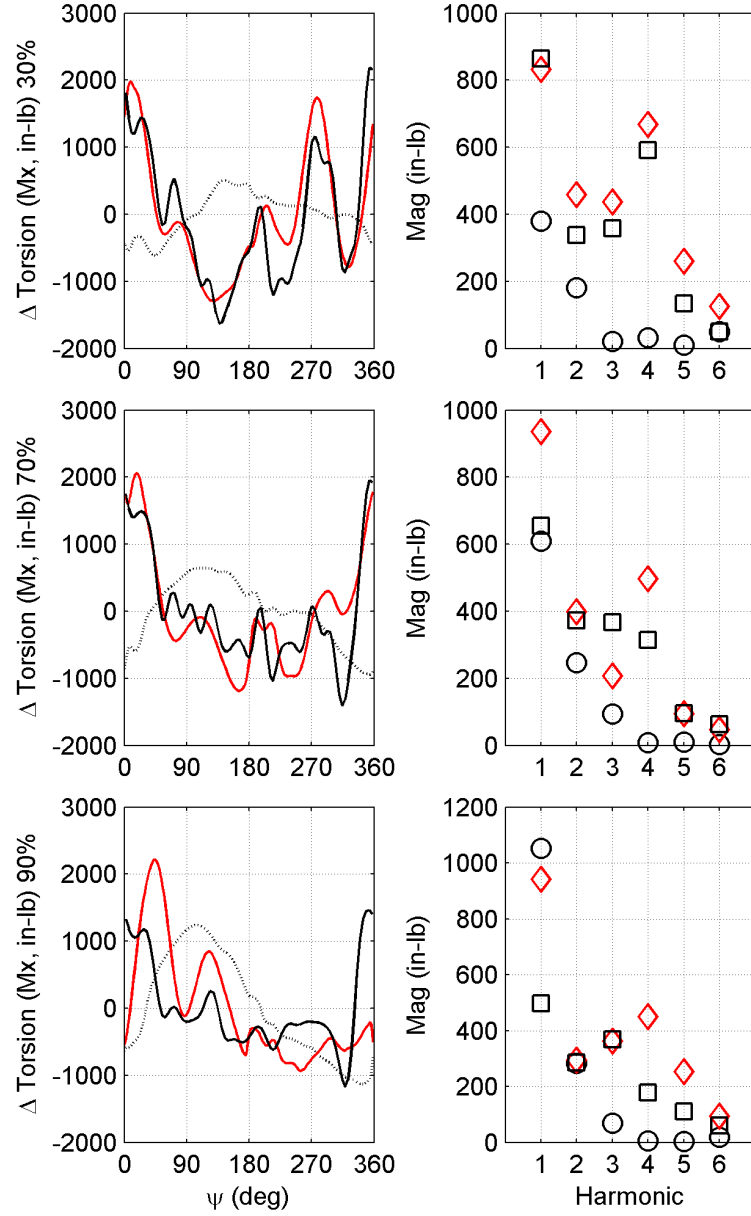 Δ Torsion (Mx, in-lb) 30%
3000
2000
1000
0
-1000
-2000
0 90 180 270 360
Mag (in-lb)
1000
800
600
400
200
0
1 2 3 4 5 6
Δ Torsion (Mx, in-lb) 70%
3000
2000
1000
0
-1000
-2000
0 90 180 270 360
Mag (in-lb)
1000
800
600
400
200
0
1 2 3 4 5 6
Δ Torsion (Mx, in-lb) 90%
3000
2000
1000
0
-1000
-2000
0 90 180 270 360
ψ (deg)
Mag (in-lb)
1200
1000
800
600
400
200
0
1 2 3 4 5 6
Harmonic